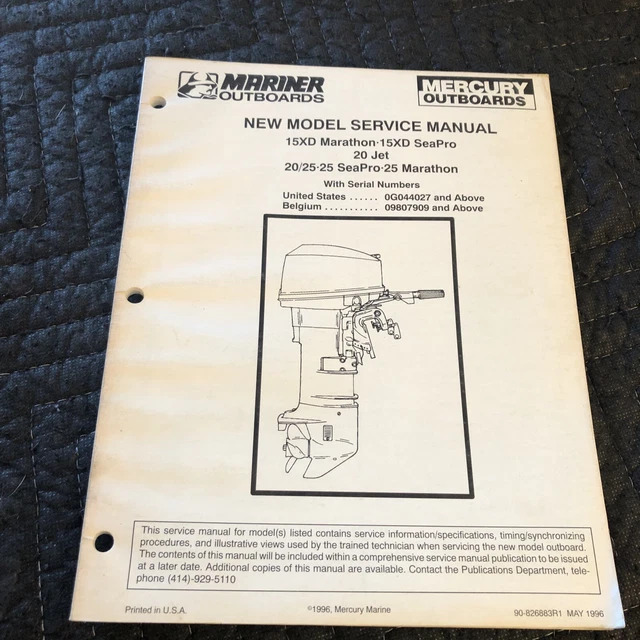 MARINER
OUTBOARDS
MERCURY
OUTBOARDS
NEW MODEL SERVICE MANUAL
15XD Marathon·15XD SeaPro
20 Jet
20/25·25 SeaPro·25 Marathon
With Serial Numbers
United States . . . . . . 0G044027 and Above
Belgium . . . . . . . . . . . 09807909 and Above
This service manual for model(s) listed contains service information/specifications, timing/synchronizing
procedures, and illustrative views used by the trained technician when servicing the new model outboard.
The contents of this manual will be included within a comprehensive service manual publication to be issued
at a later date. Additional copies of this manual are available. Contact the Publications Department, tele-
phone (414)-929-5110
Printed in U.S.A.
©1996, Mercury Marine
90-826883R1 MAY 1996